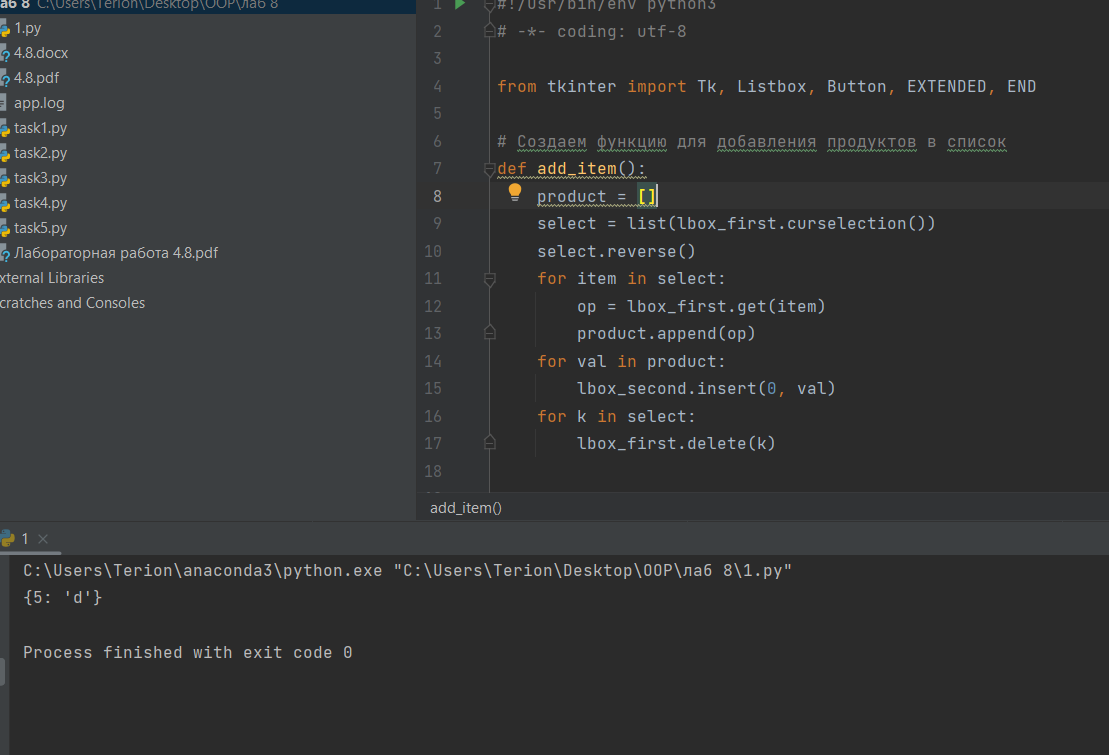 лаб 8 C:\Users\Terion\Desktop\OOP\лаб 8
1.py
4.8.docx
4.8.pdf
app.log
task1.py
task2.py
task3.py
task4.py
task5.py
Лабораторная работа 4.8.pdf
xternal Libraries
cratches and Consoles
1 #!/usr/bin/env python3
2 # -*- coding: utf-8
3
4 from tkinter import Tk, Listbox, Button, EXTENDED, END
5
6 # Создаем функцию для добавления продуктов в список
7 def add_item():
8 product = []
9 select = list(lbox_first.curselection())
10 select.reverse()
11 for item in select:
12 op = lbox_first.get(item)
13 product.append(op)
14 for val in product:
15 lbox_second.insert(0, val)
16 for k in select:
17 lbox_first.delete(k)
18
add_item()
1
C:\Users\Terion\anaconda3\python.exe "C:\Users\Terion\Desktop\OOP\лаб 8\1.py"
{5: 'd'}
Process finished with exit code 0